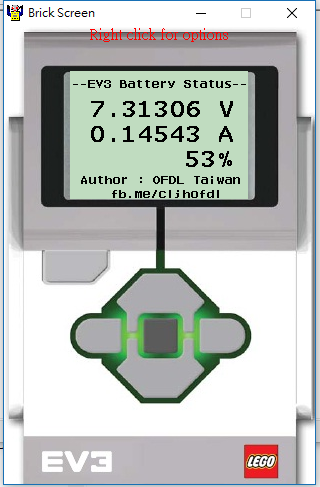 Brick Screen
Right click for options
--EV3 Battery Status--
7.31306 V
0.14543 A
53%
Author : OFDL Taiwan
fb.me/cljhofdl
EV3
LEGO